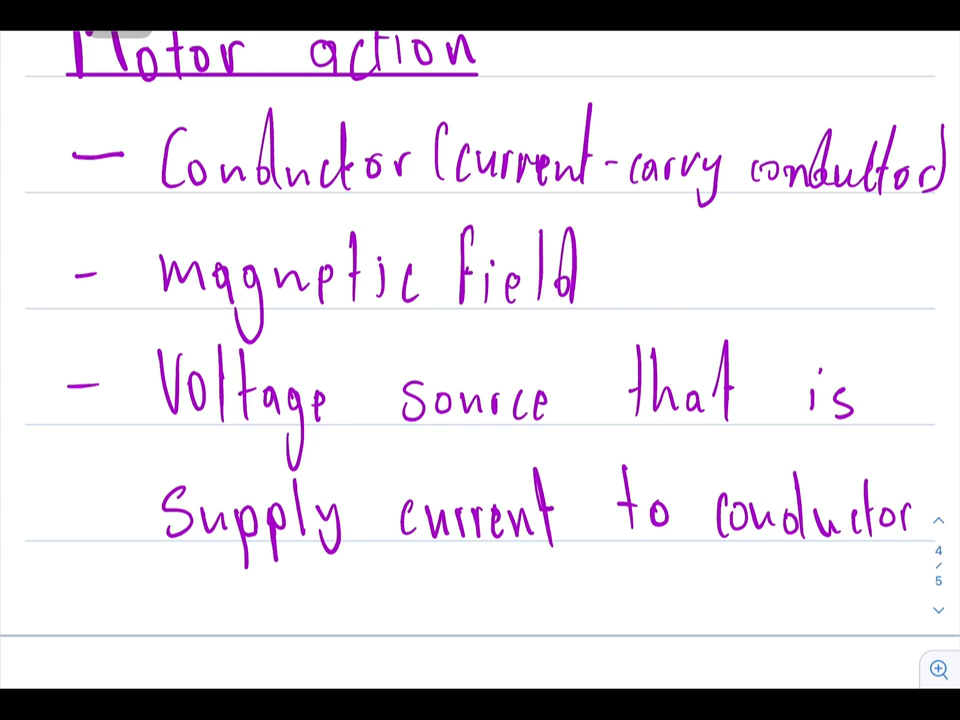 Motor action
- Conductor (current-carry conductor)
- magnetic field
- Voltage source that is
supply current to conductor
4
/
5